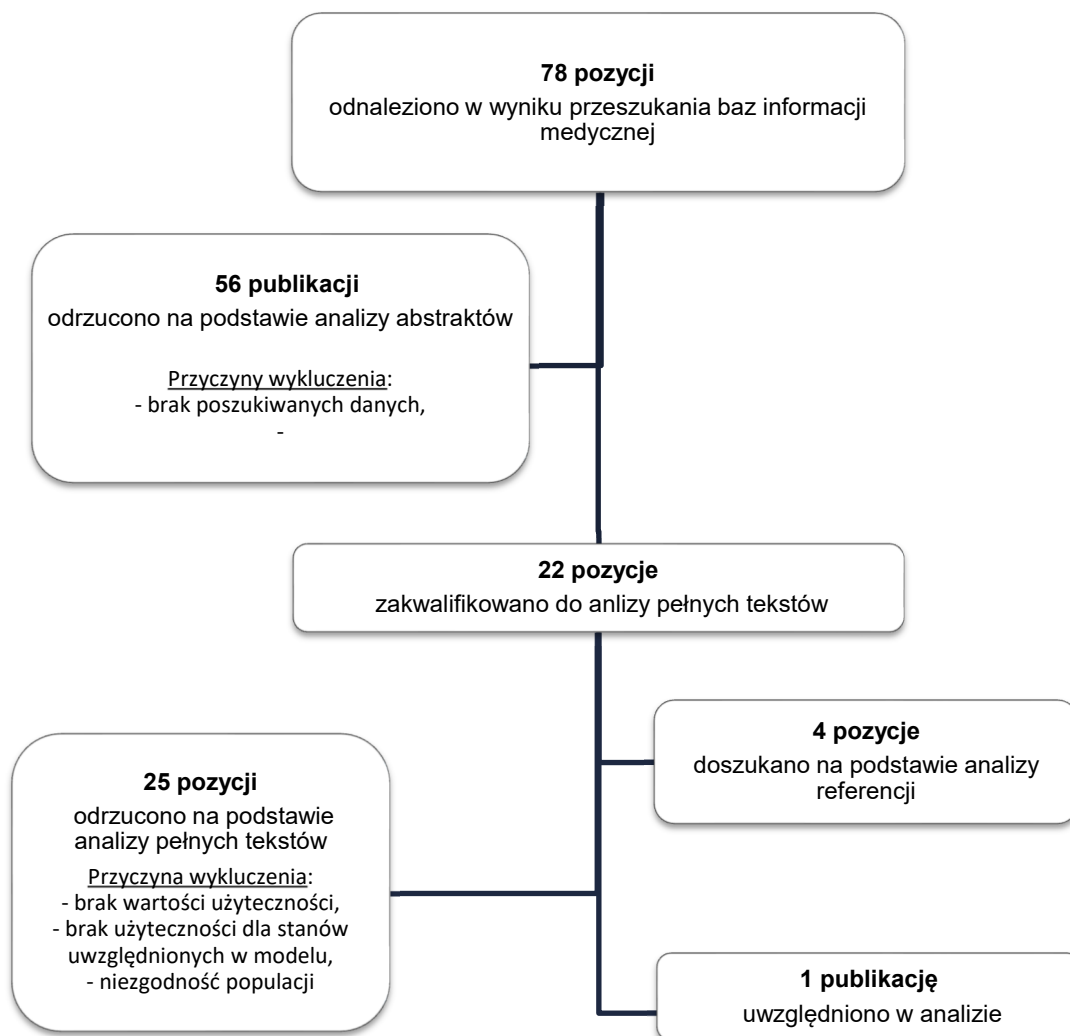 78 pozycji
odnaleziono w wyniku przeszukania baz informacji
medycznej
56 publikacji
odrzucono na podstawie analizy abstraktów
Przyczyny wykluczenia:
- brak poszukiwanych danych,
-
22 pozycje
zakwalifikowano do anlizy pełnych tekstów
4 pozycje
doszukano na podstawie analizy
referencji
25 pozycji
odrzucono na podstawie
analizy pełnych tekstów
Przyczyna wykluczenia:
- brak wartości użyteczności,
- brak użyteczności dla stanów
uwzględnionych w modelu,
- niezgodność populacji
1 publikację
uwzględniono w analizie